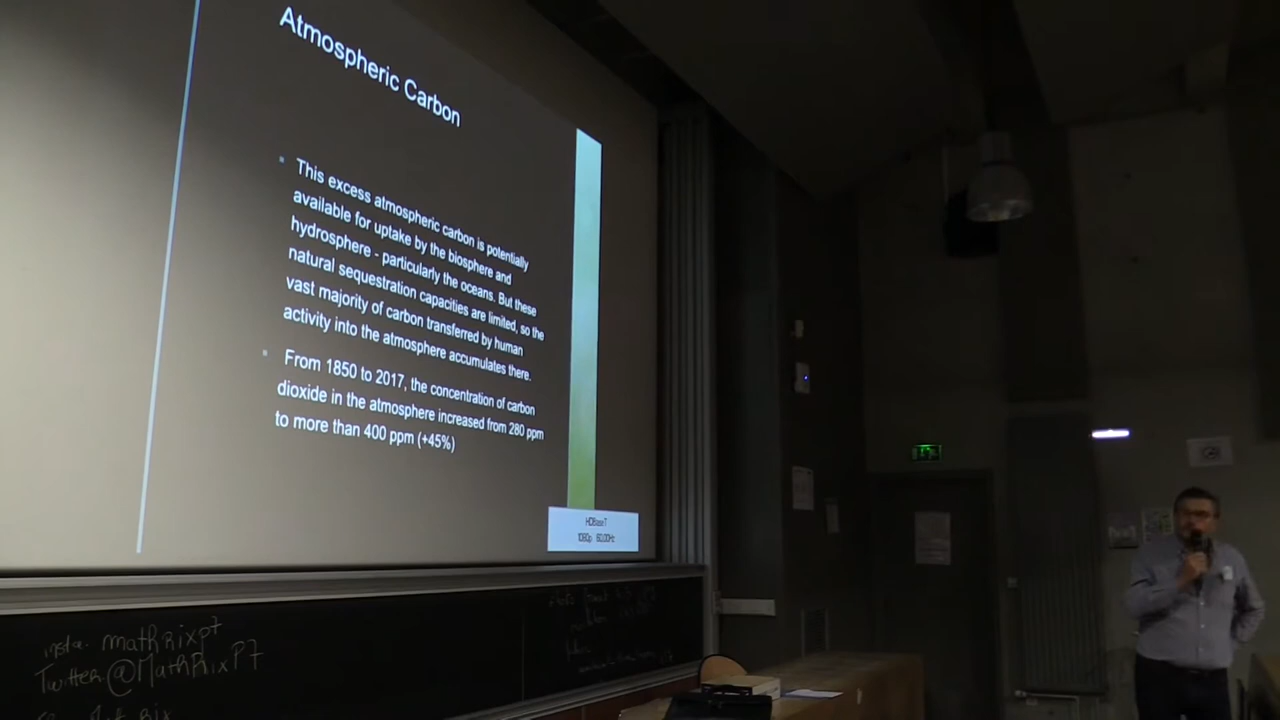 Atmospheric Carbon
This excess atmospheric carbon is potentially
available for uptake by the biosphere and
hydrosphere - particularly the oceans. But these
natural sequestration capacities are limited, so the
vast majority of carbon transferred by human
activity into the atmosphere accumulates there.
From 1850 to 2017, the concentration of carbon
dioxide in the atmosphere increased from 280 ppm
to more than 400 ppm (+45%)
HDBaseT
1080p 60.00Hz
insta. mathrixp7
Twitter @MathRixP7